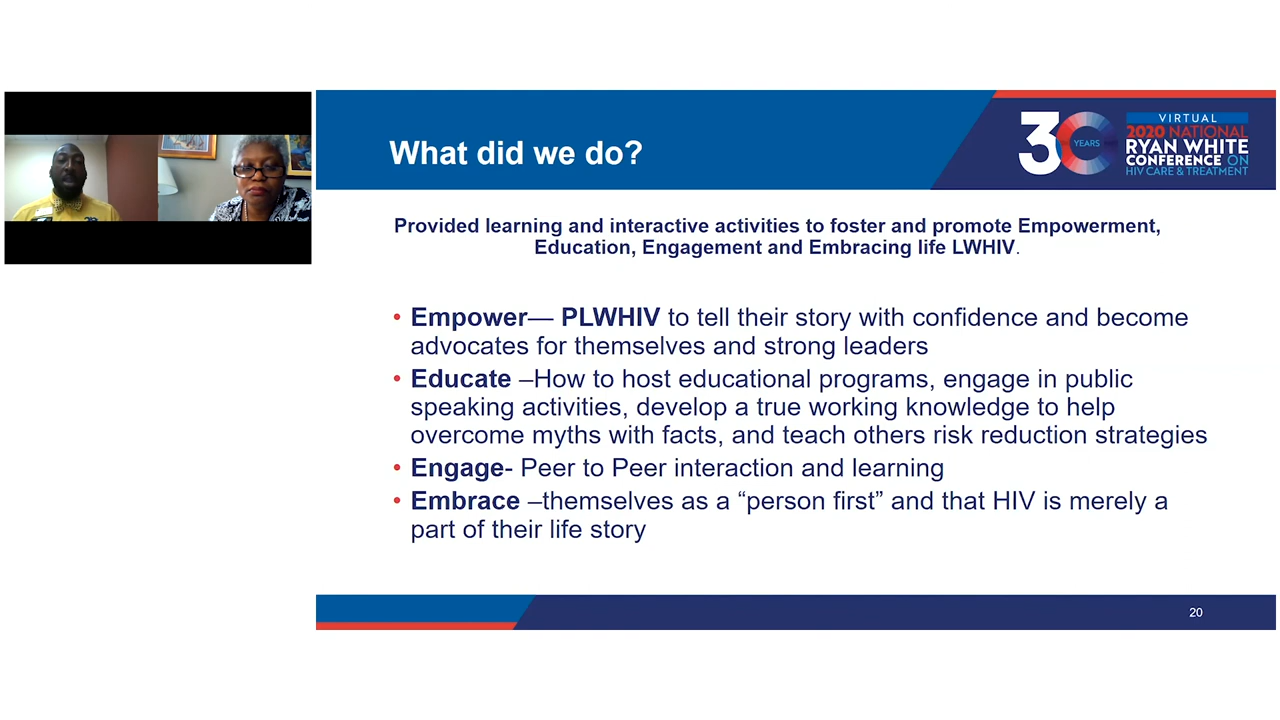 What did we do?
30
YEARS
VIRTUAL
2020 NATIONAL
RYAN WHITE
CONFERENCE ON
HIV CARE & TREATMENT
Provided learning and interactive activities to foster and promote Empowerment,
Education, Engagement and Embracing life LWHIV.
• Empower— PLWHIV to tell their story with confidence and become
advocates for themselves and strong leaders
• Educate –How to host educational programs, engage in public
speaking activities, develop a true working knowledge to help
overcome myths with facts, and teach others risk reduction strategies
• Engage- Peer to Peer interaction and learning
• Embrace –themselves as a “person first” and that HIV is merely a
part of their life story
20